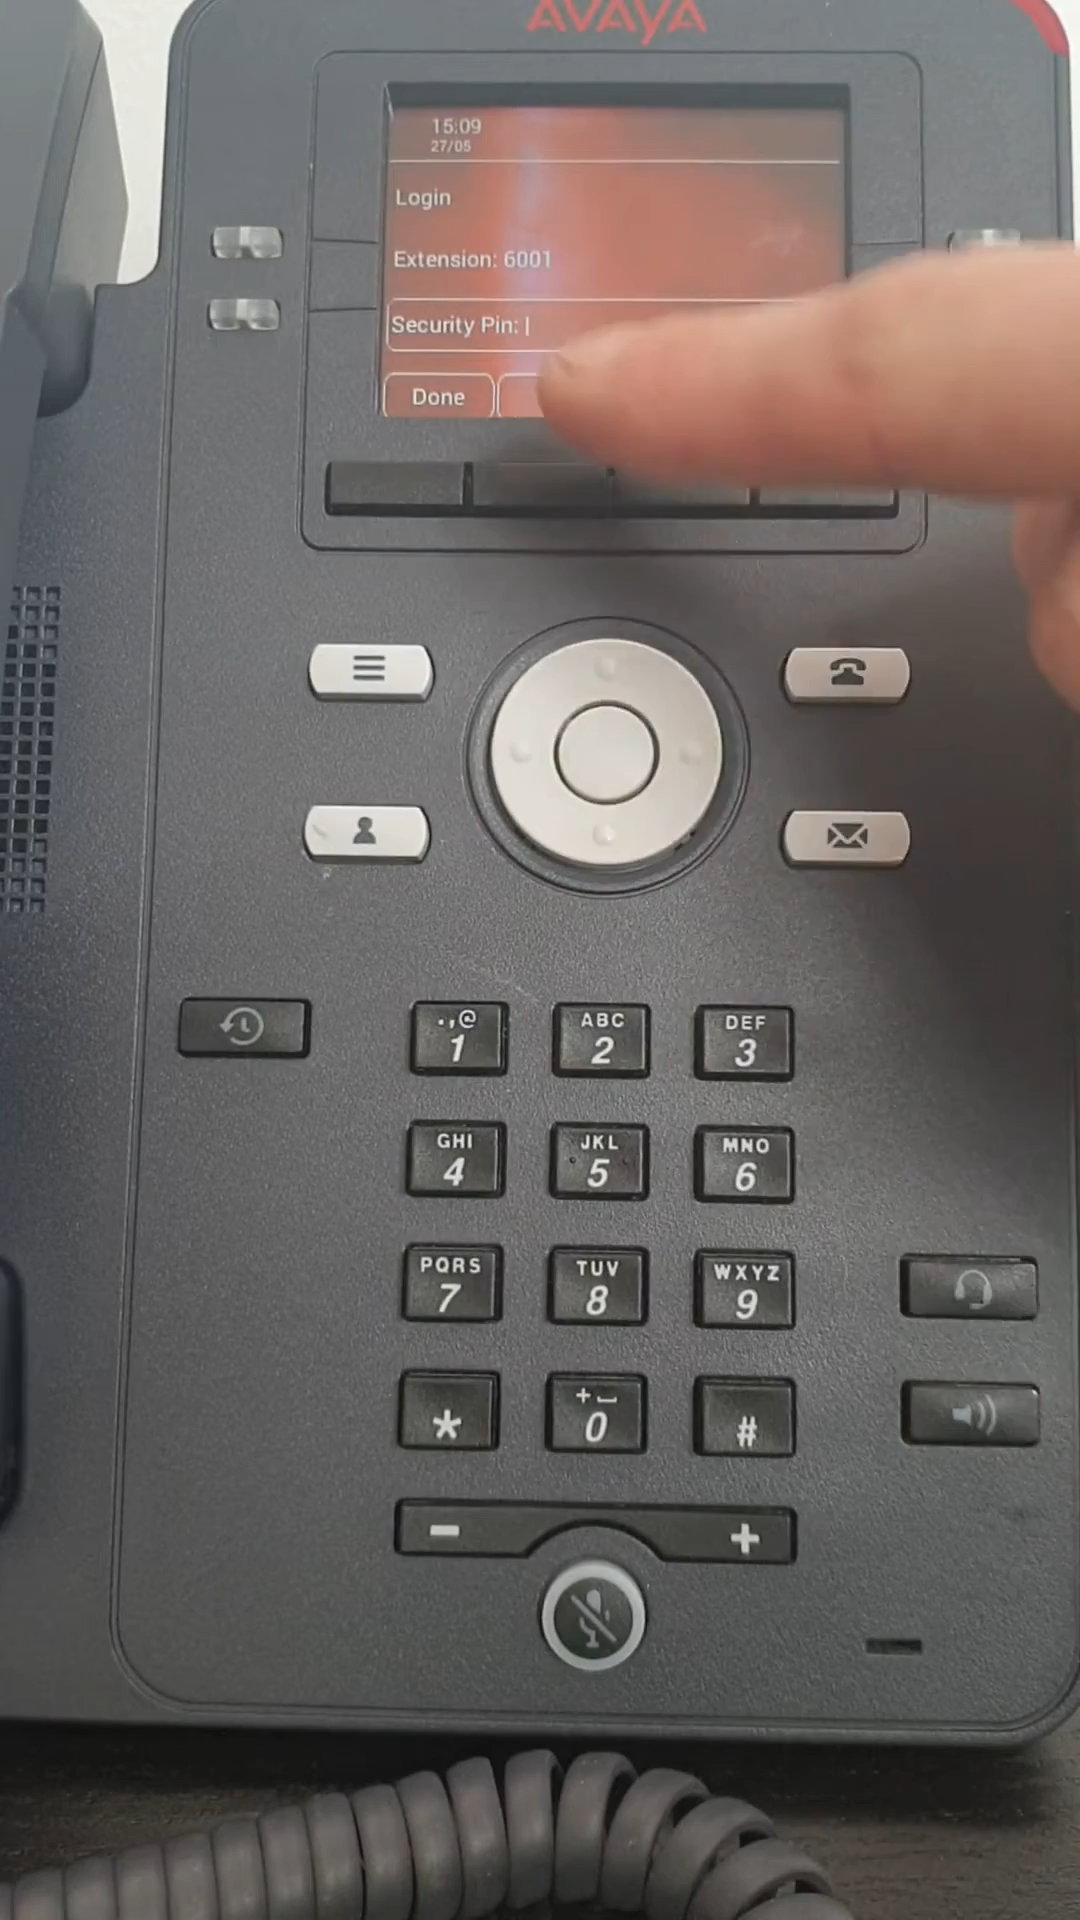 AVAYA
15:09
27/05
Login
Extension: 6001
Security Pin:
Done
.,@
1
ABC
2
DEF
3
GHI
4
JKL
5
MNO
6
PQRS
7
TUV
8
WXYZ
9
*
+
0
#
-
+